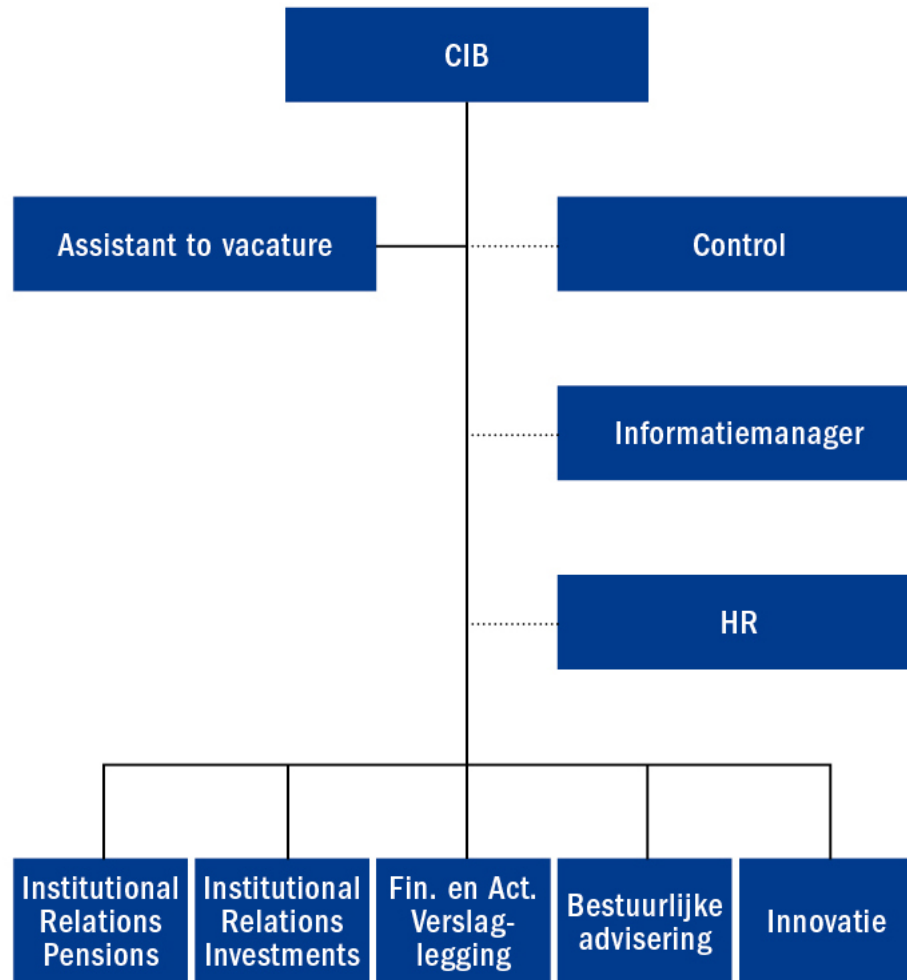 CIB
Assistant to vacature
Control
Informatiemanager
HR
Institutional
Relations
Pensions
Institutional
Relations
Investments
Fin. en Act.
Verslag-
legging
Bestuurlijke
advisering
Innovatie